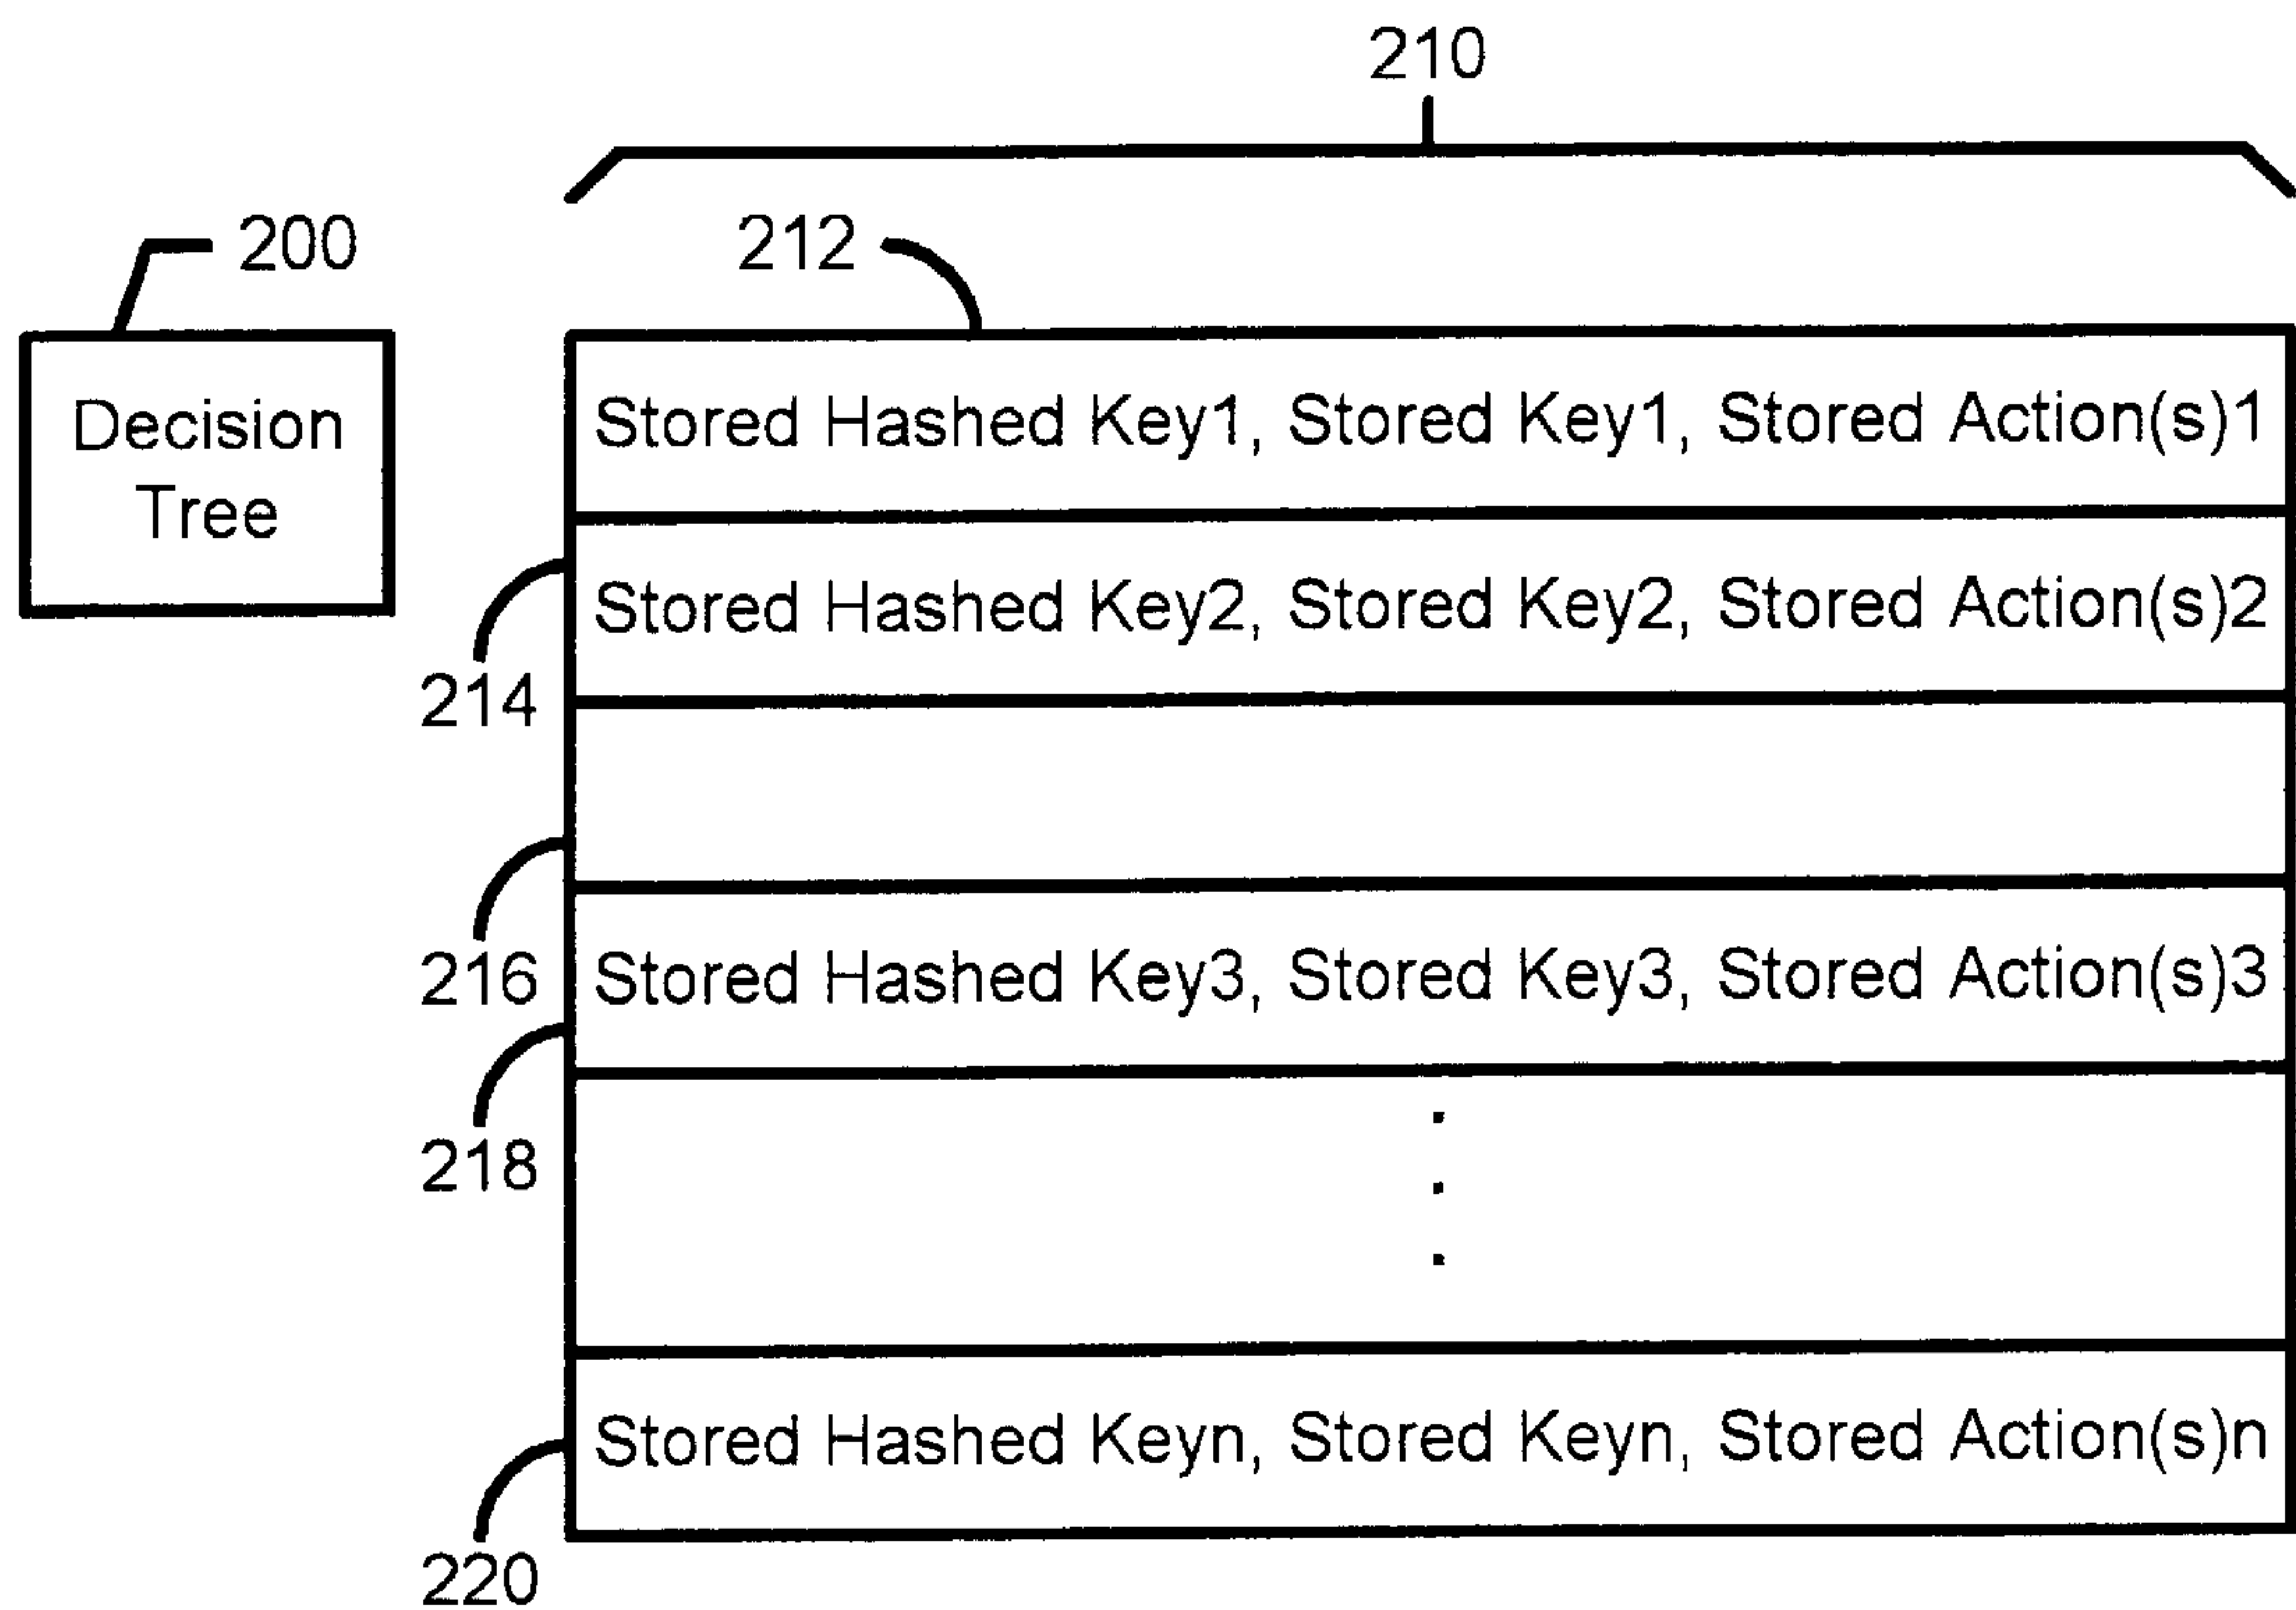 210
200
212
Decision
Tree
Stored Hashed Key1, Stored Key1, Stored Action(s)1
Stored Hashed Key2, Stored Key2, Stored Action(s)2
214
216
Stored Hashed Key3, Stored Key3, Stored Action(s)3
218
.
.
.
Stored Hashed Keyn, Stored Keyn, Stored Action(s)n
220